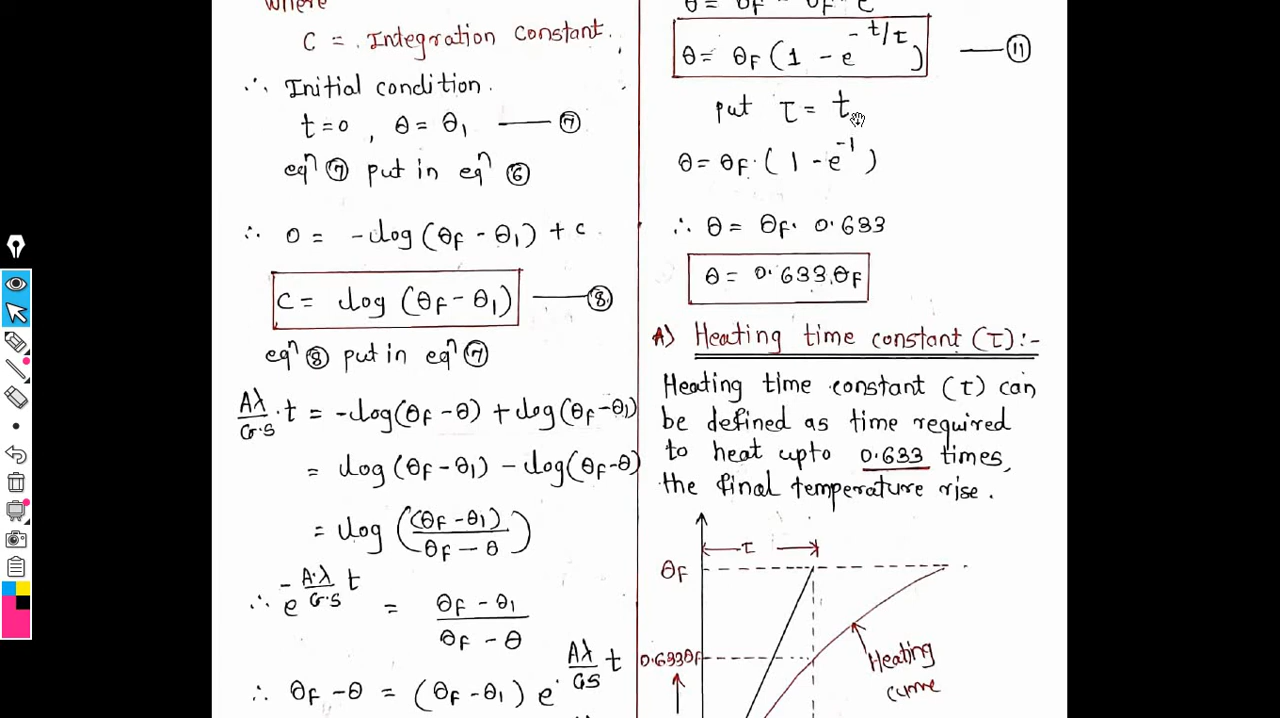 where
C = Integration Constant.
∴ Initial condition.
t=0 , θ = θ₁ —— ⑦
eqⁿ ⑦ put in eqⁿ ⑥
∴ 0 = -log(θF - θ₁) + c
C = log (θF - θ₁) —— ⑧
eqⁿ ⑧ put in eqⁿ ⑦
Aλ/G·s · t = -log(θF - θ) + log(θF - θ₁)
= log (θF - θ₁) - log(θF - θ)
= log ((θF - θ₁)/θF - θ)
∴ e^(-A·λ/G·s t) = θF - θ₁/θF - θ
∴ θF - θ = (θF - θ₁) e^(Aλ/GS t)
θ = θF (1 - e^(-t/τ)) —— ⑪
put τ = t
θ = θF·(1 - e⁻¹)
∴ θ = θF· 0.633
θ = 0.633.θF
A) Heating time constant (τ) :-
Heating time constant (τ) can
be defined as time required
to heat upto 0.633 times,
the final temperature rise.
τ
θF
0.633θF
Heating
curve